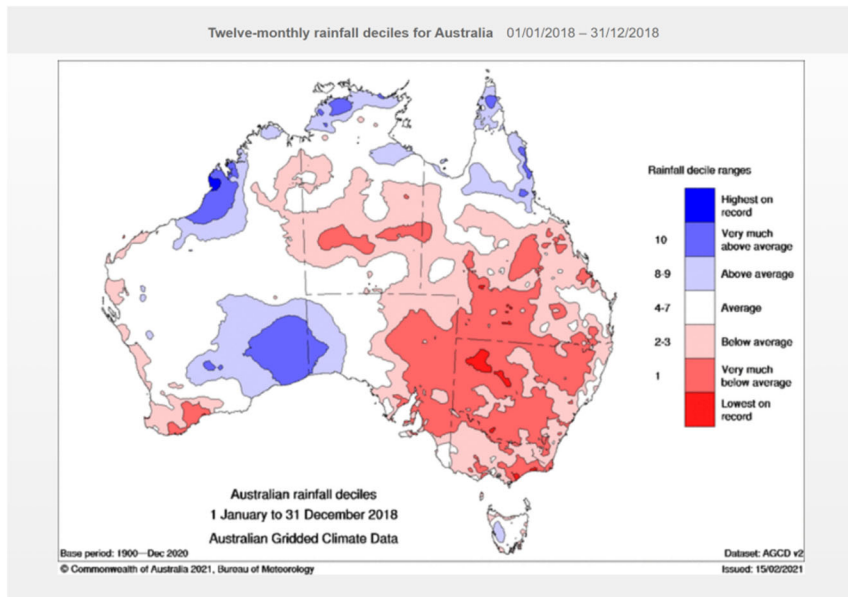 Twelve-monthly rainfall deciles for Australia 01/01/2018 – 31/12/2018
Rainfall decile ranges
Highest on
record
10 Very much
above average
8-9 Above average
4-7 Average
2-3 Below average
1 Very much
below average
Lowest on
record
Australian rainfall deciles
1 January to 31 December 2018
Australian Gridded Climate Data
Base period: 1900—Dec 2020
Dataset: AGCD v2
© Commonwealth of Australia 2021, Bureau of Meteorology
Issued: 15/02/2021